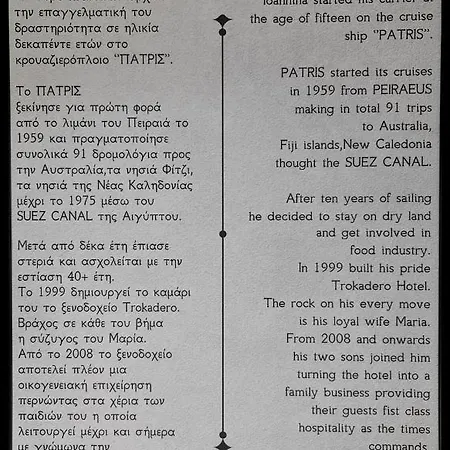 την επαγγελματική του
δραστηριότητα σε ηλικία
δεκαπέντε ετών στο
κρουαζιερόπλοιο "ΠΑΤΡΙΣ".
Το ΠΑΤΡΙΣ
ξεκίνησε για πρώτη φορά
από το λιμάνι του Πειραιά το
1959 και πραγματοποίησε
συνολικά 91 δρομολόγια προς
την Αυστραλία,τα νησιά Φίτζι,
τα νησιά της Νέας Καληδονίας
μέχρι το 1975 μέσω του
SUEZ CANAL της Αιγύπτου.
Μετά από δέκα έτη έπιασε
στεριά και ασχολείται με την
εστίαση 40+ έτη.
Το 1999 δημιουργεί το καμάρι
του το ξενοδοχείο Trokadero.
Βράχος σε κάθε του βήμα
η σύζυγος του Μαρία.
Από το 2008 το ξενοδοχείο
αποτελεί πλέον μια
οικογενειακή επιχείρηση
περνώντας στα χέρια των
παιδιών του η οποία
λειτουργεί μέχρι και σήμερα
με γνώμονα την
Ioannina started his carrier at
the age of fifteen on the cruise
ship "PATRIS".
PATRIS started its cruises
in 1959 from PEIRAEUS
making in total 91 trips
to Australia,
Fiji islands,New Caledonia
thought the SUEZ CANAL.
After ten years of sailing
he decided to stay on dry land
and get involved in
food industry.
In 1999 built his pride
Trokadero Hotel.
The rock on his every move
is his loyal wife Maria.
From 2008 and onwards
his two sons joined him
turning the hotel into a
family business providing
their guests fist class
hospitality as the times
commands.